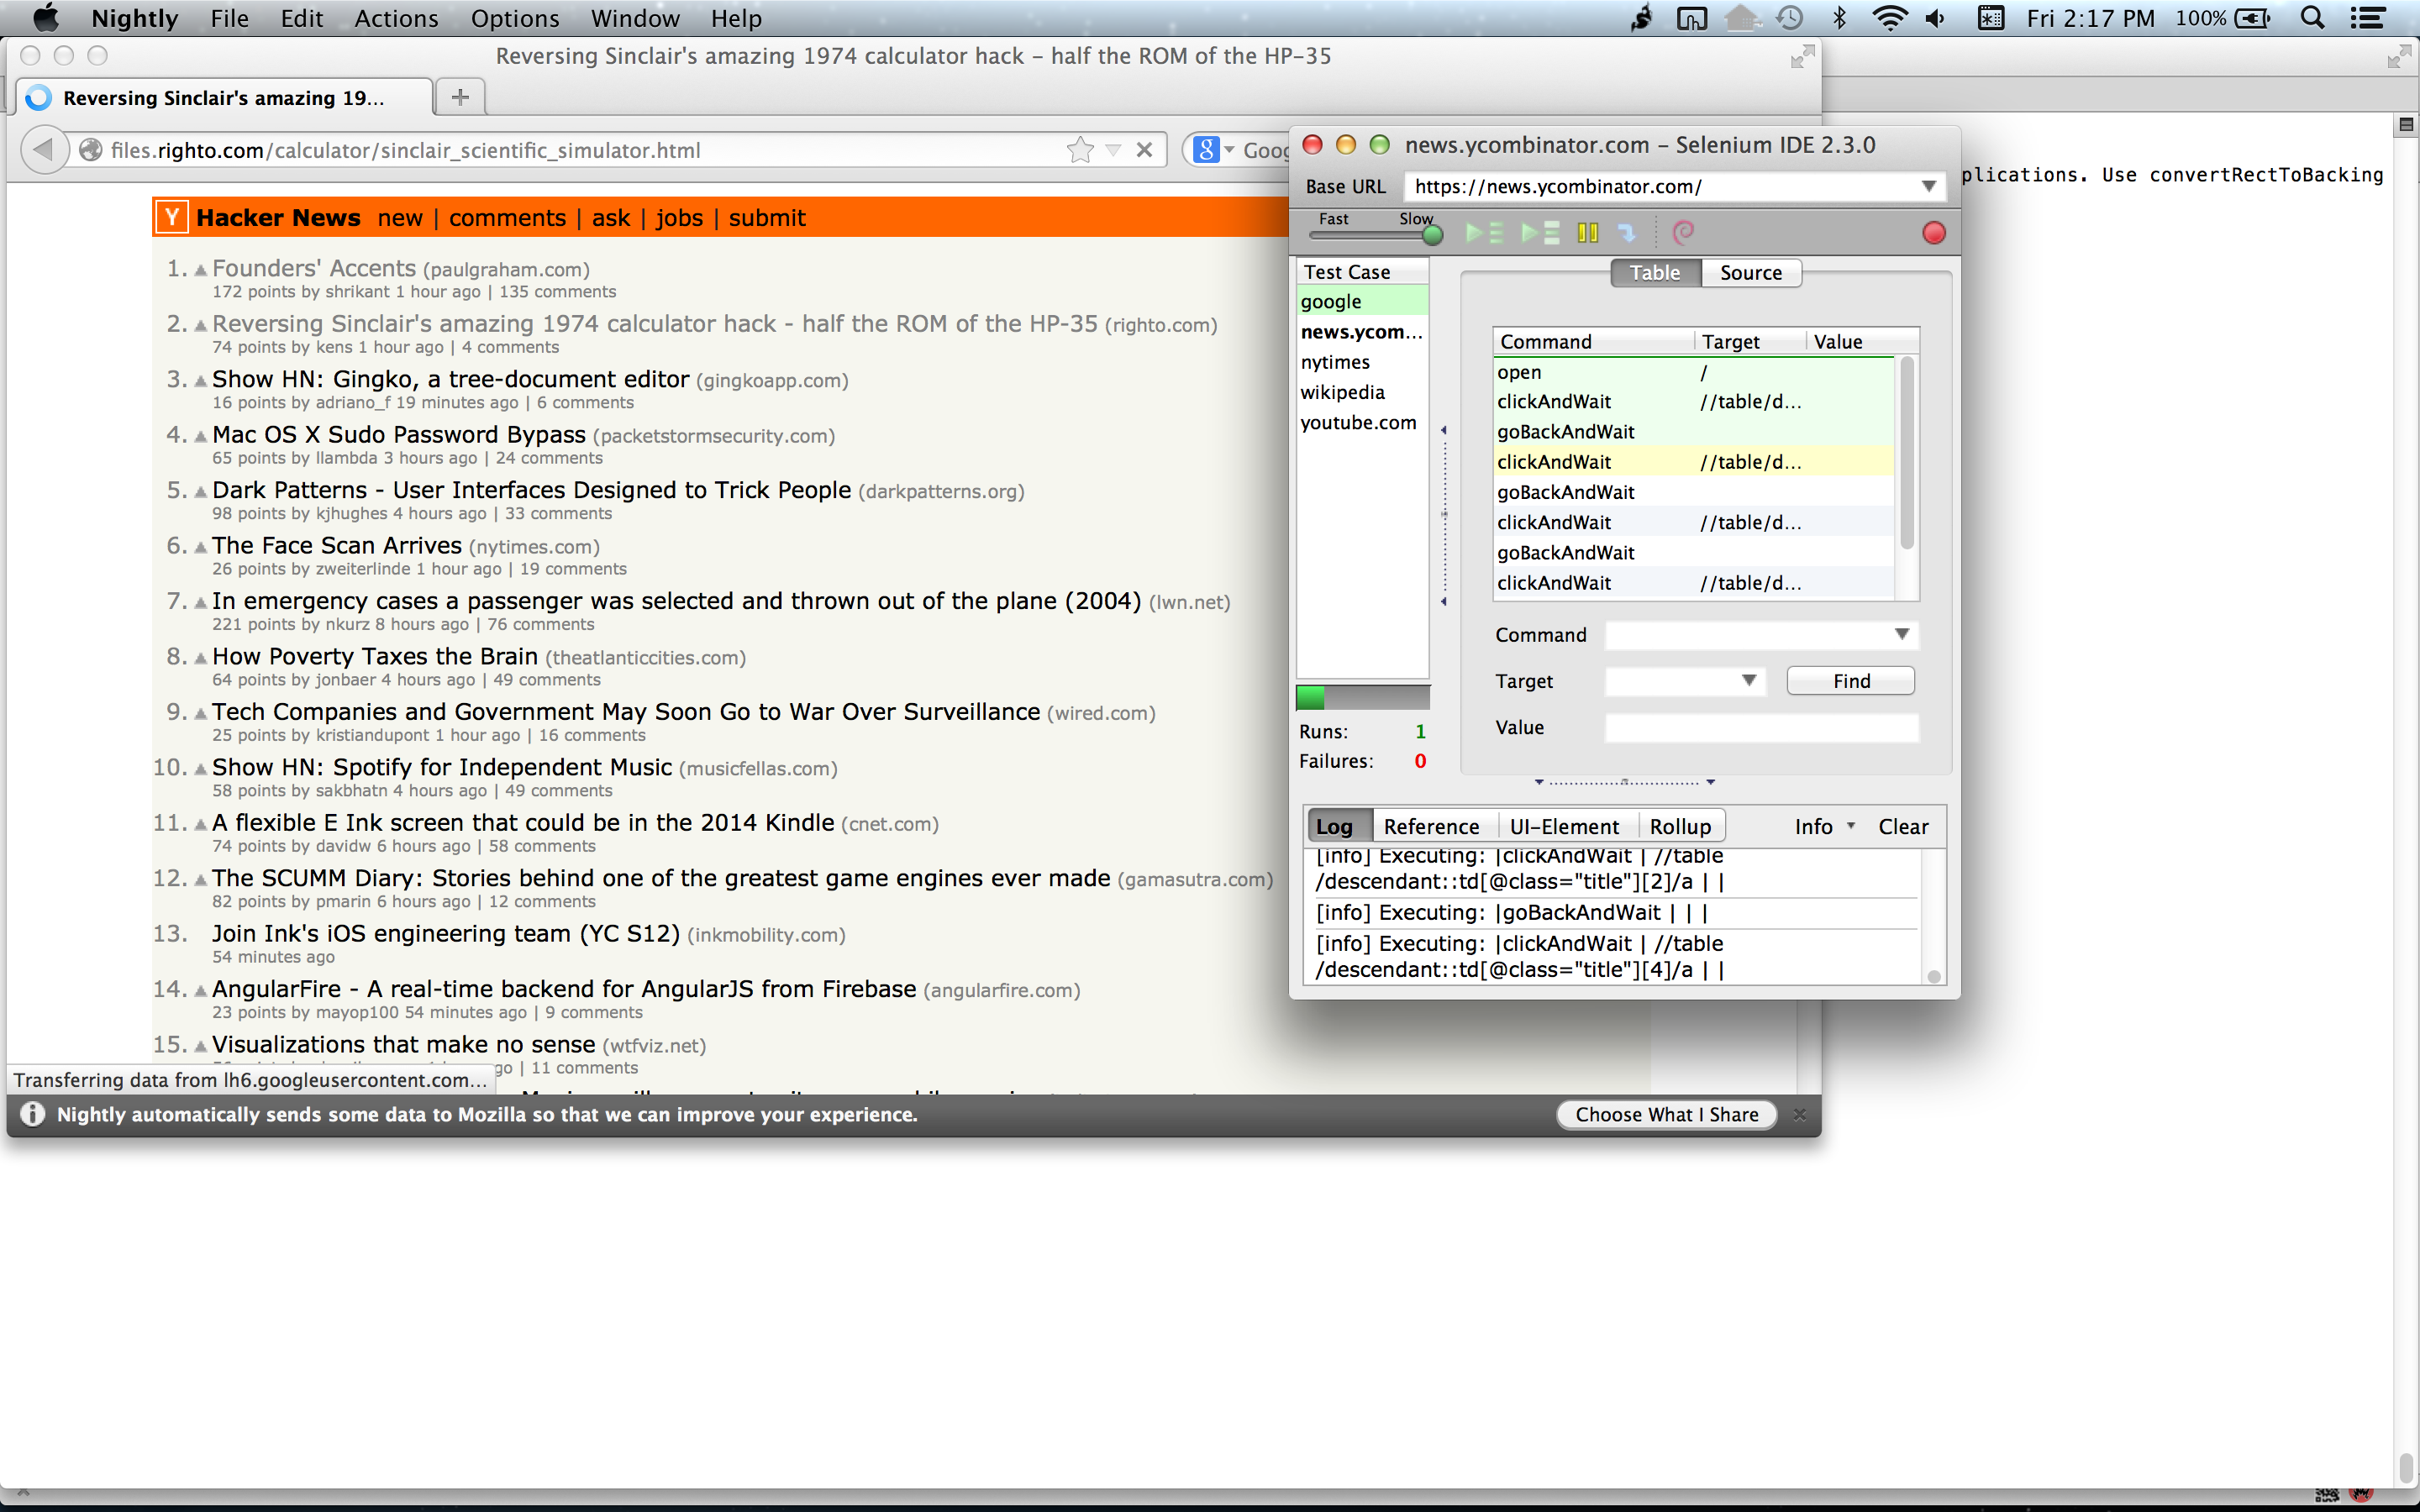 Nightly File Edit Actions Options Window Help Fri 2:17 PM 100%
Reversing Sinclair's amazing 1974 calculator hack – half the ROM of the HP-35
Reversing Sinclair's amazing 19...
files.righto.com/calculator/sinclair_scientific_simulator.html
Goog
Y Hacker News new | comments | ask | jobs | submit
1. Founders' Accents (paulgraham.com)
172 points by shrikant 1 hour ago | 135 comments
2. Reversing Sinclair's amazing 1974 calculator hack - half the ROM of the HP-35 (righto.com)
74 points by kens 1 hour ago | 4 comments
3. Show HN: Gingko, a tree-document editor (gingkoapp.com)
16 points by adriano_f 19 minutes ago | 6 comments
4. Mac OS X Sudo Password Bypass (packetstormsecurity.com)
65 points by llambda 3 hours ago | 24 comments
5. Dark Patterns - User Interfaces Designed to Trick People (darkpatterns.org)
98 points by kjhughes 4 hours ago | 33 comments
6. The Face Scan Arrives (nytimes.com)
26 points by zweiterlinde 1 hour ago | 19 comments
7. In emergency cases a passenger was selected and thrown out of the plane (2004) (lwn.net)
221 points by nkurz 8 hours ago | 76 comments
8. How Poverty Taxes the Brain (theatlanticcities.com)
64 points by jonbaer 4 hours ago | 49 comments
9. Tech Companies and Government May Soon Go to War Over Surveillance (wired.com)
25 points by kristiandupont 1 hour ago | 16 comments
10. Show HN: Spotify for Independent Music (musicfellas.com)
58 points by sakbhatn 4 hours ago | 49 comments
11. A flexible E Ink screen that could be in the 2014 Kindle (cnet.com)
74 points by davidw 6 hours ago | 58 comments
12. The SCUMM Diary: Stories behind one of the greatest game engines ever made (gamasutra.com)
82 points by pmarin 6 hours ago | 12 comments
13. Join Ink's iOS engineering team (YC S12) (inkmobility.com)
54 minutes ago
14. AngularFire - A real-time backend for AngularJS from Firebase (angularfire.com)
23 points by mayop100 54 minutes ago | 9 comments
15. Visualizations that make no sense (wtfviz.net)
go | 11 comments
Transferring data from lh6.googleusercontent.com...
Nightly automatically sends some data to Mozilla so that we can improve your experience.
Choose What I Share
news.ycombinator.com – Selenium IDE 2.3.0
Base URL https://news.ycombinator.com/
Fast Slow
Test Case
google
news.ycom...
nytimes
wikipedia
youtube.com
Runs: 1
Failures: 0
Table Source
Command Target Value
open /
clickAndWait //table/d...
goBackAndWait
clickAndWait //table/d...
goBackAndWait
clickAndWait //table/d...
goBackAndWait
clickAndWait //table/d...
Command
Target Find
Value
Log Reference UI-Element Rollup Info Clear
[info] Executing: |clickAndWait | //table
/descendant::td[@class="title"][2]/a | |
[info] Executing: |goBackAndWait | | |
[info] Executing: |clickAndWait | //table
/descendant::td[@class="title"][4]/a | |
plications. Use convertRectToBacking